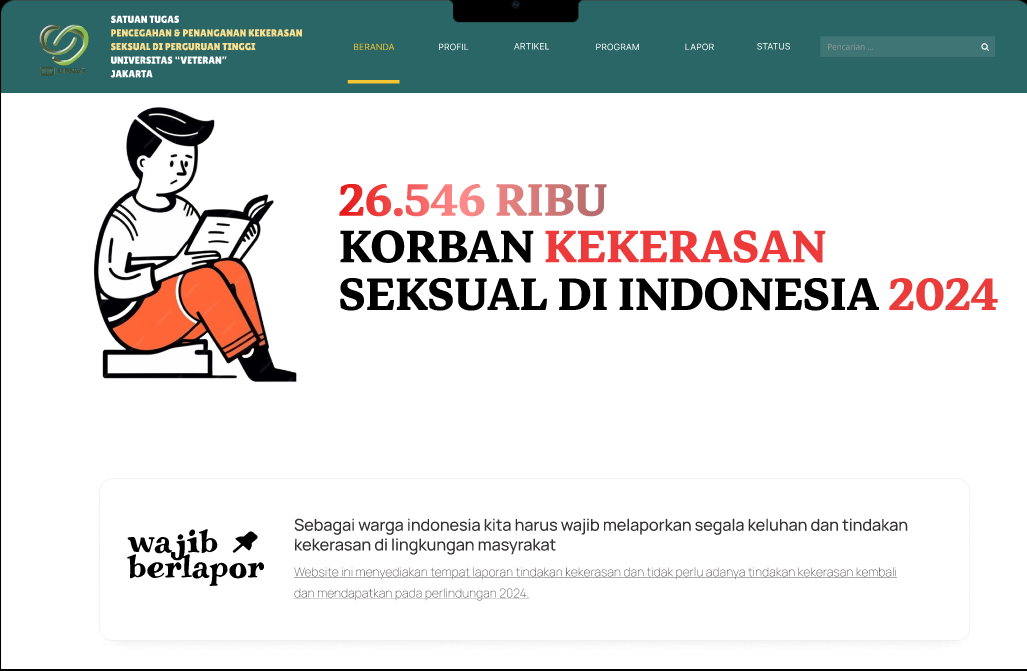 SATUAN TUGAS
PENCEGAHAN & PENANGANAN KEKERASAN
SEKSUAL DI PERGURUAN TINGGI
UNIVERSITAS "VETERAN"
JAKARTA
BERANDA
PROFIL
ARTIKEL
PROGRAM
LAPOR
STATUS
Pencarian ...
26.546 RIBU
KORBAN KEKERASAN
SEKSUAL DI INDONESIA 2024
wajib
berlapor
Sebagai warga indonesia kita harus wajib melaporkan segala keluhan dan tindakan
kekerasan di lingkungan masyrakat
Website ini menyediakan tempat laporan tindakan kekerasan dan tidak perlu adanya tindakan kekerasan kembali
dan mendapatkan pada perlindungan 2024.